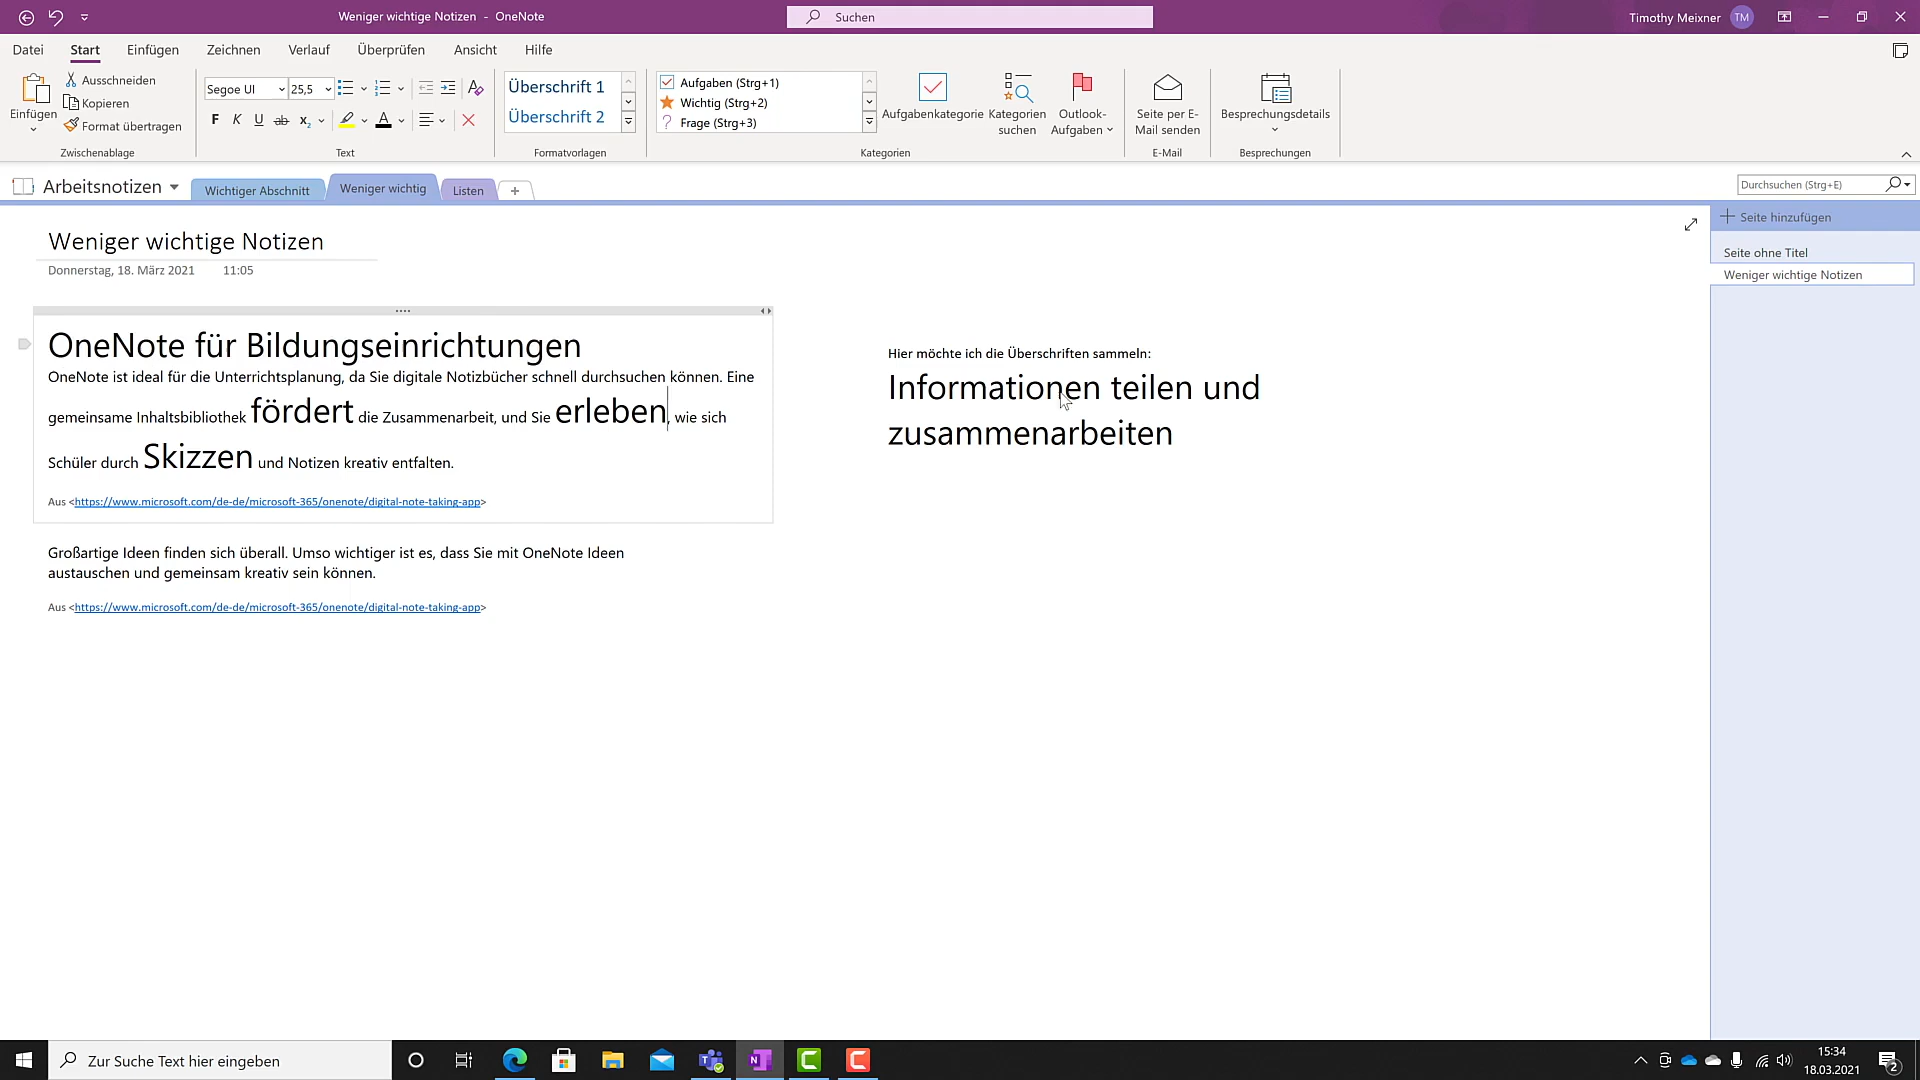 Weniger wichtige Notizen - OneNote
Suchen
Timothy Meixner
TM
Datei
Start
Einfügen
Zeichnen
Verlauf
Überprüfen
Ansicht
Hilfe
Einfügen
Ausschneiden
Kopieren
Format übertragen
Zwischenablage
Segoe UI
25,5
F K U ab x₂ A
Text
Überschrift 1
Überschrift 2
Formatvorlagen
Aufgaben (Strg+1)
Wichtig (Strg+2)
Frage (Strg+3)
Aufgabenkategorie
Kategorien
suchen
Outlook-
Aufgaben
Kategorien
Seite per E-
Mail senden
E-Mail
Besprechungsdetails
Besprechungen
Arbeitsnotizen
Wichtiger Abschnitt
Weniger wichtig
Listen
Durchsuchen (Strg+E)
Seite hinzufügen
Seite ohne Titel
Weniger wichtige Notizen
Weniger wichtige Notizen
Donnerstag, 18. März 2021 11:05
OneNote für Bildungseinrichtungen
OneNote ist ideal für die Unterrichtsplanung, da Sie digitale Notizbücher schnell durchsuchen können. Eine
gemeinsame Inhaltsbibliothek fördert die Zusammenarbeit, und Sie erleben, wie sich
Schüler durch Skizzen und Notizen kreativ entfalten.
Aus <https://www.microsoft.com/de-de/microsoft-365/onenote/digital-note-taking-app>
Großartige Ideen finden sich überall. Umso wichtiger ist es, dass Sie mit OneNote Ideen
austauschen und gemeinsam kreativ sein können.
Aus <https://www.microsoft.com/de-de/microsoft-365/onenote/digital-note-taking-app>
Hier möchte ich die Überschriften sammeln:
Informationen teilen und
zusammenarbeiten
Zur Suche Text hier eingeben
15:34
18.03.2021
2